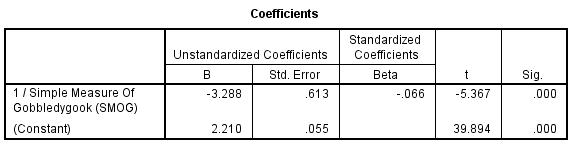 Coefficients
Unstandardized Coefficients
Standardized Coefficients
B
Std. Error
Beta
t
Sig.
1 / Simple Measure Of Gobbledygook (SMOG)
-3.288
.613
-.066
-5.367
.000
(Constant)
2.210
.055
39.894
.000